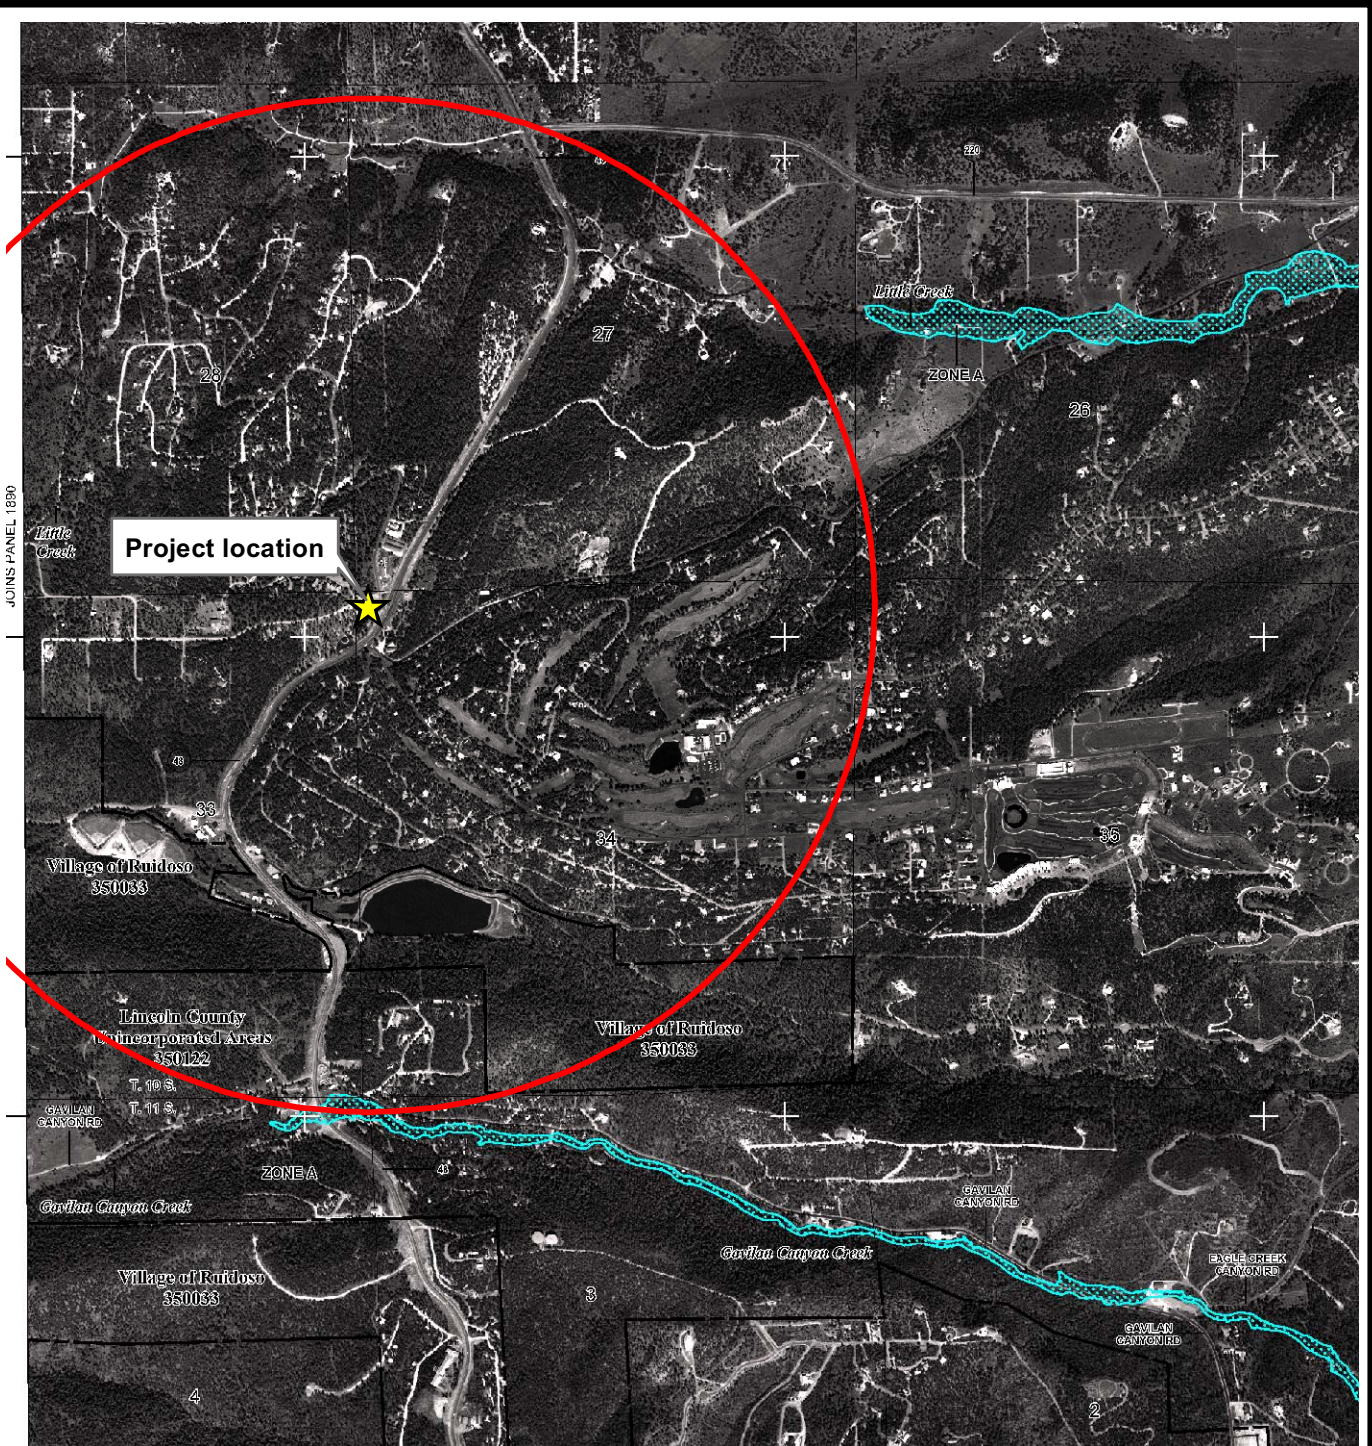 220
Little Creek
27
28
ZONE A
26
JOINS PANEL 1890
Little
Creek
Project location
48
33
34
35
Village of Ruidoso
350033
Lincoln County
Unincorporated Areas
350122
Village of Ruidoso
350033
T. 10 S.
T. 11 S.
GAVILAN
CANYON RD
ZONE A
48
Gavilan Canyon Creek
GAVILAN
CANYON RD
Gavilan Canyon Creek
EAGLE CREEK
CANYON RD
Village of Ruidoso
350033
3
GAVILAN
CANYON RD
4
2